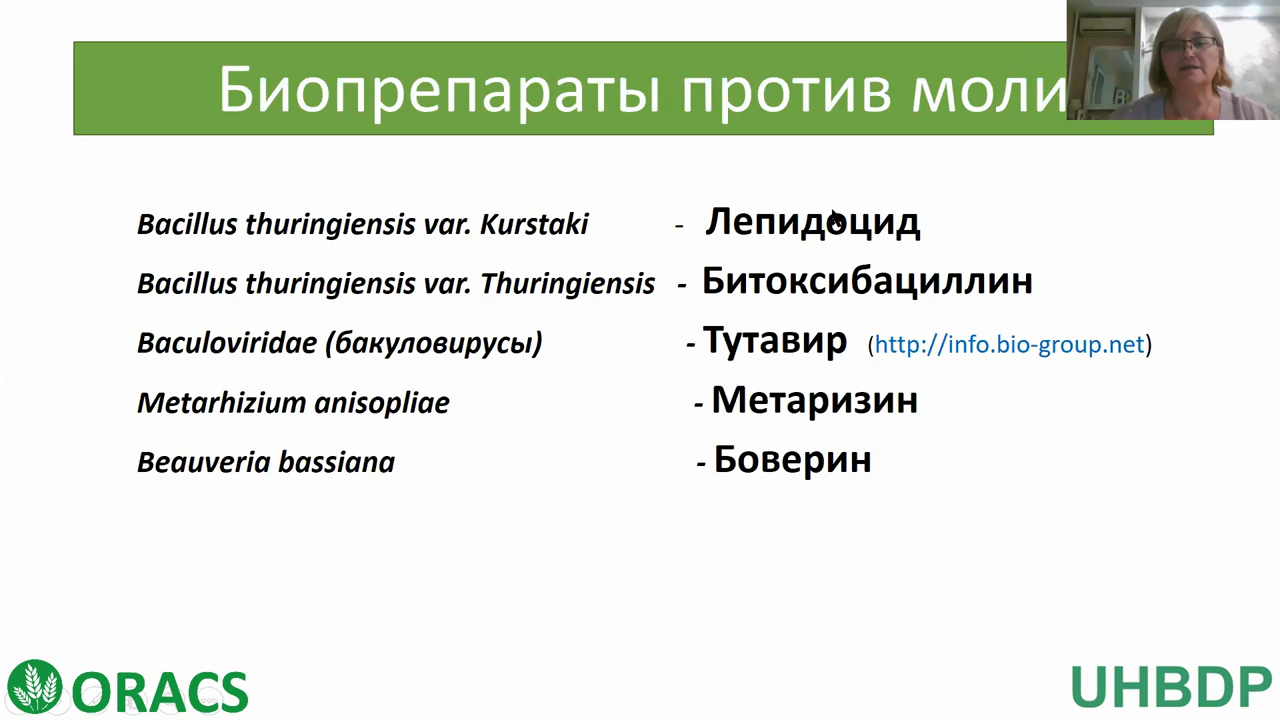 Биопрепараты против моли
Bacillus thuringiensis var. Kurstaki - Лепидоцид
Bacillus thuringiensis var. Thuringiensis - Битоксибациллин
Baculoviridae (бакуловирусы) - Тутавир (http://info.bio-group.net)
Metarhizium anisopliae - Метаризин
Beauveria bassiana - Боверин
ORACS
UHBDP